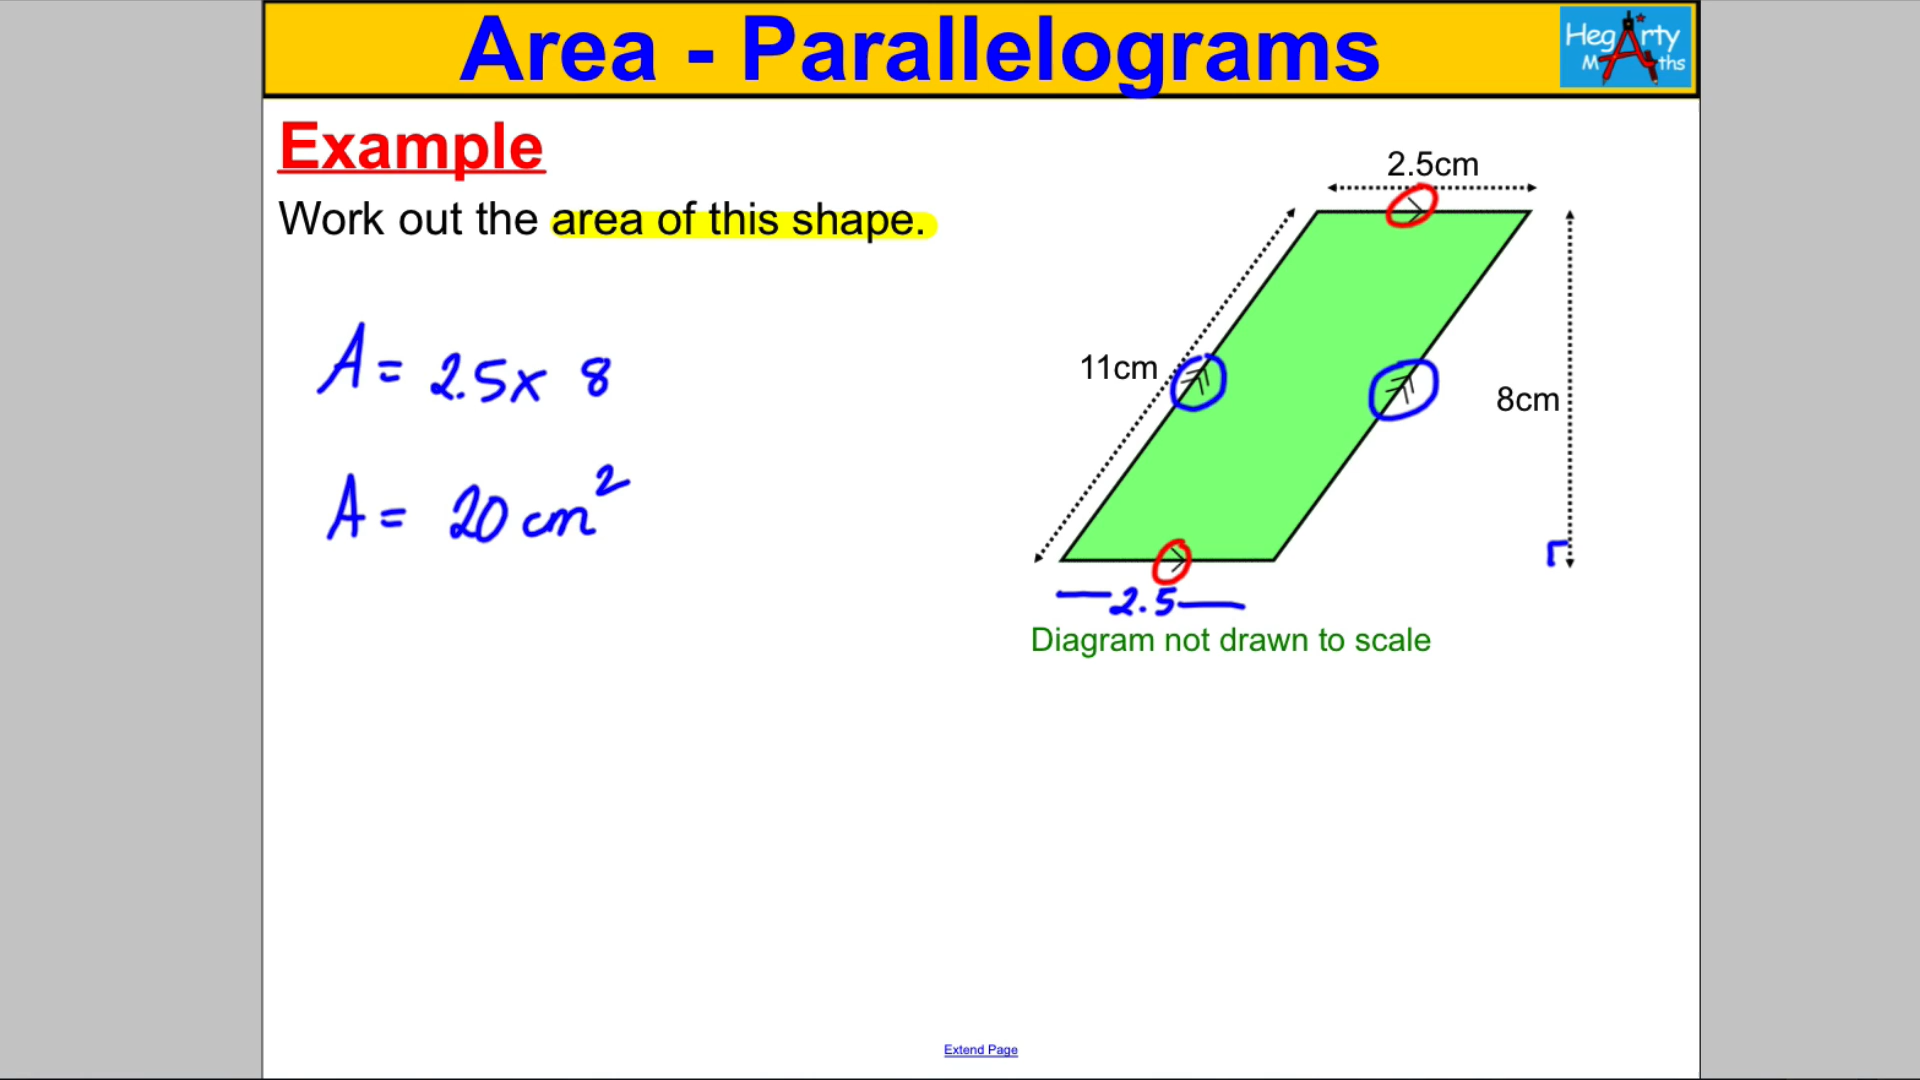 Area - Parallelograms
Hegarty
Maths
Example
Work out the area of this shape.
2.5cm
11cm
8cm
A = 2.5 x 8
A = 20 cm²
2.5
Diagram not drawn to scale
Extend Page